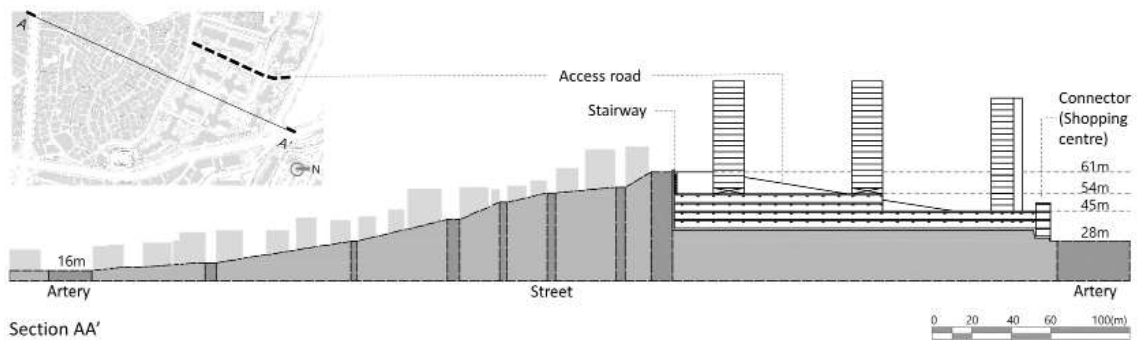 A
A'
N
Access road
Stairway
Connector
(Shopping
centre)
61m
54m
45m
28m
16m
Artery
Street
Artery
Section AA'
0 20 40 60 100(m)